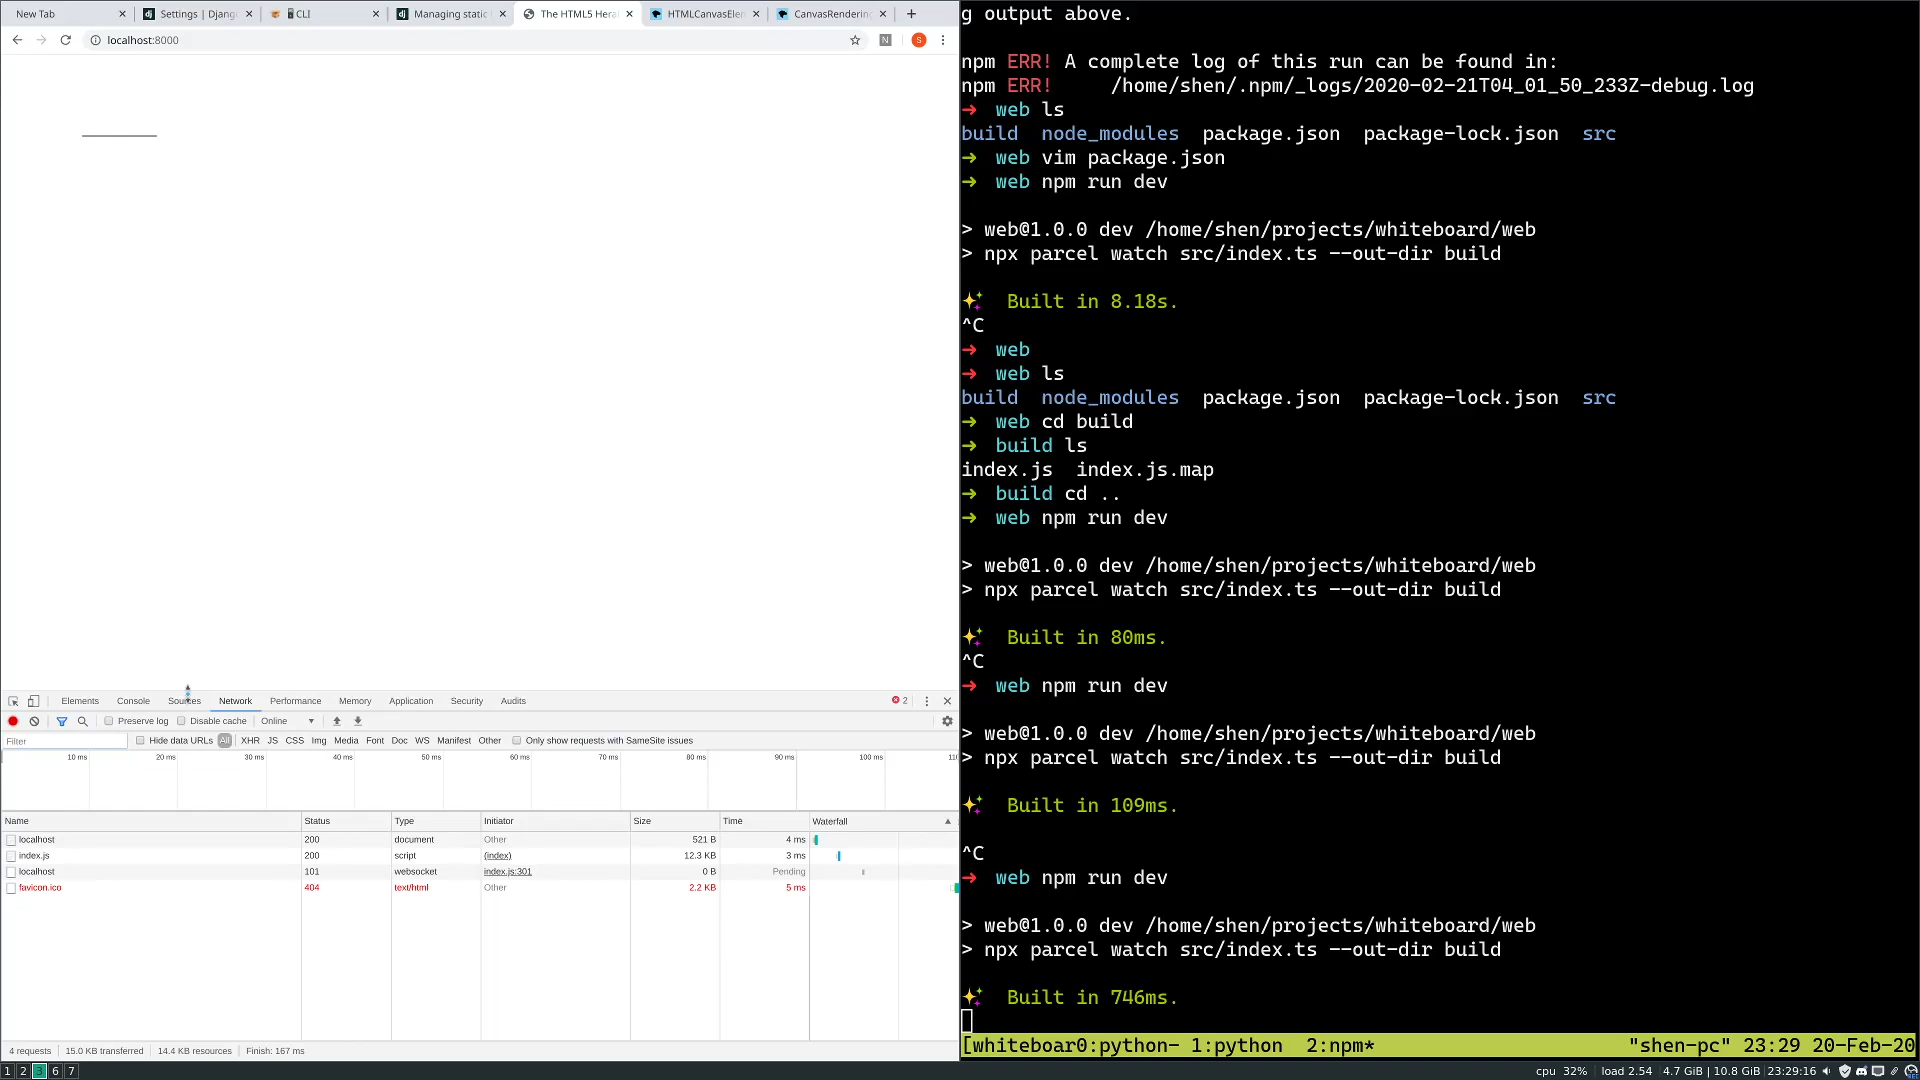 New Tab
Settings | Djang
CLI
Managing static
The HTML5 Hera
HTMLCanvasElen
CanvasRendering
localhost:8000
N
S
Elements Console Sources Network Performance Memory Application Security Audits 2
Preserve log Disable cache Online
Filter
Hide data URLs All XHR JS CSS Img Media Font Doc WS Manifest Other Only show requests with SameSite issues
10 ms 20 ms 30 ms 40 ms 50 ms 60 ms 70 ms 80 ms 90 ms 100 ms 110
Name Status Type Initiator Size Time Waterfall
localhost 200 document Other 521 B 4 ms
index.js 200 script (index) 12.3 KB 3 ms
localhost 101 websocket index.js:301 0 B Pending
favicon.ico 404 text/html Other 2.2 KB 5 ms
4 requests 15.0 KB transferred 14.4 KB resources Finish: 167 ms
g output above.
npm ERR! A complete log of this run can be found in:
npm ERR!     /home/shen/.npm/_logs/2020-02-21T04_01_50_233Z-debug.log
➜ web ls
build node_modules package.json package-lock.json src
➜ web vim package.json
➜ web npm run dev
> web@1.0.0 dev /home/shen/projects/whiteboard/web
> npx parcel watch src/index.ts --out-dir build
✨ Built in 8.18s.
^C
➜ web
➜ web ls
build node_modules package.json package-lock.json src
➜ web cd build
➜ build ls
index.js index.js.map
➜ build cd ..
➜ web npm run dev
> web@1.0.0 dev /home/shen/projects/whiteboard/web
> npx parcel watch src/index.ts --out-dir build
✨ Built in 80ms.
^C
➜ web npm run dev
> web@1.0.0 dev /home/shen/projects/whiteboard/web
> npx parcel watch src/index.ts --out-dir build
✨ Built in 109ms.
^C
➜ web npm run dev
> web@1.0.0 dev /home/shen/projects/whiteboard/web
> npx parcel watch src/index.ts --out-dir build
✨ Built in 746ms.
[whiteboar0:python- 1:python 2:npm* "shen-pc" 23:29 20-Feb-20
1 2 3 6 7
cpu 32% load 2.54 4.7 GiB | 10.8 GiB 23:29:16